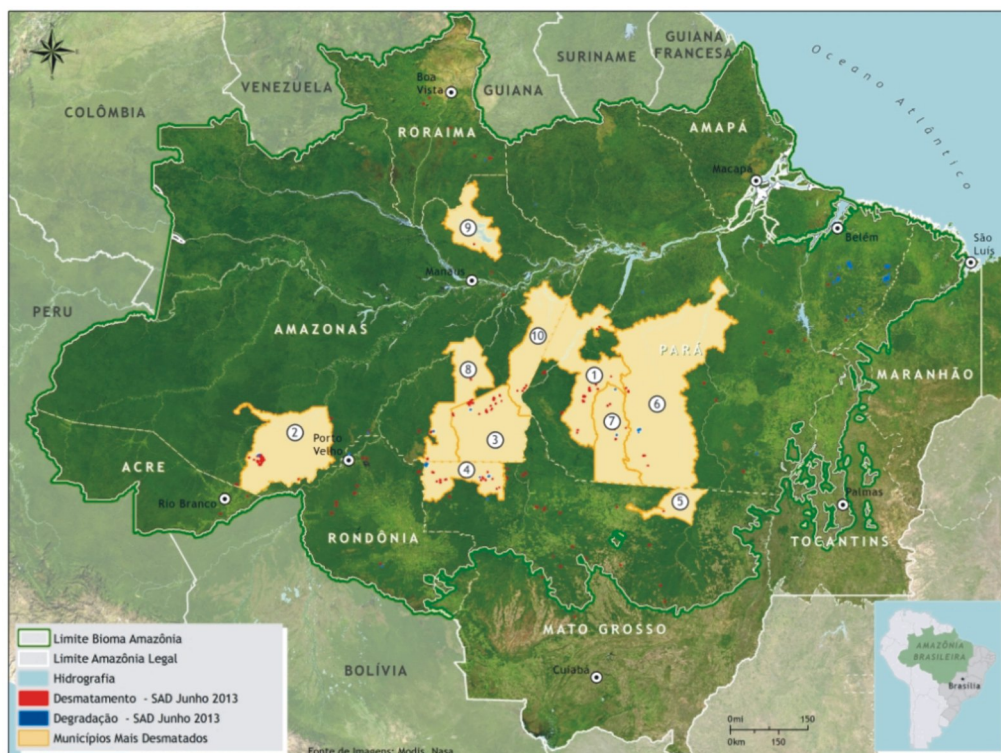 GUIANA
FRANCESA
SURINAME
Oceano Atlântico
VENEZUELA
GUIANA
COLÔMBIA
Boa
Vista
RORAIMA
AMAPÁ
Macapá
9
Belém
São
Luís
Manaus
PERU
AMAZONAS
10
PARÁ
8
1
MARANHÃO
6
2
7
3
Porto
Velho
ACRE
4
Rio Branco
5
Palmas
RONDÔNIA
TOCANTINS
MATO GROSSO
BOLÍVIA
Cuiabá
Limite Bioma Amazônia
Limite Amazônia Legal
Hidrografia
Desmatamento - SAD Junho 2013
Degradação - SAD Junho 2013
Municípios Mais Desmatados
AMAZÔNIA
BRASILEIRA
Brasília
0mi 150
0km 150
Fonte de Imagens: Modis, Nasa